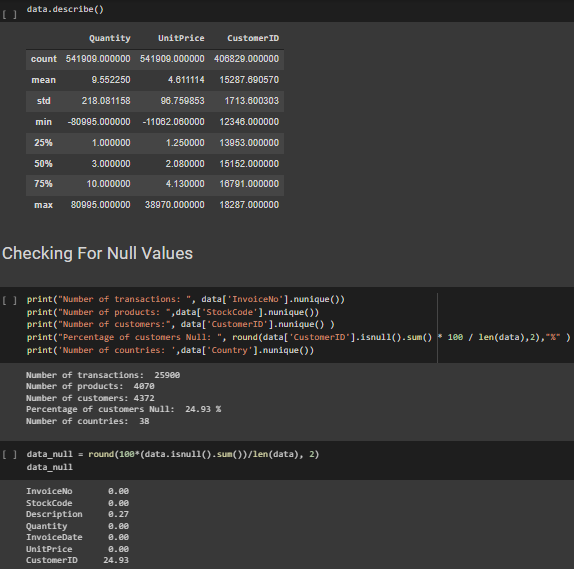 [ ] data.describe()
Quantity UnitPrice CustomerID
count 541909.000000 541909.000000 406829.000000
mean 9.552250 4.611114 15287.690570
std 218.081158 96.759853 1713.600303
min -80995.000000 -11062.060000 12346.000000
25% 1.000000 1.250000 13953.000000
50% 3.000000 2.080000 15152.000000
75% 10.000000 4.130000 16791.000000
max 80995.000000 38970.000000 18287.000000
Checking For Null Values
[ ] print("Number of transactions: ", data['InvoiceNo'].nunique())
print("Number of products: ",data['StockCode'].nunique())
print("Number of customers:", data['CustomerID'].nunique() )
print("Percentage of customers Null: ", round(data['CustomerID'].isnull().sum() * 100 / len(data),2),"%" )
print('Number of countries: ',data['Country'].nunique())
Number of transactions:  25900
Number of products:  4070
Number of customers: 4372
Percentage of customers Null:  24.93 %
Number of countries:  38
[ ] data_null = round(100*(data.isnull().sum())/len(data), 2)
data_null
InvoiceNo 0.00
StockCode 0.00
Description 0.27
Quantity 0.00
InvoiceDate 0.00
UnitPrice 0.00
CustomerID 24.93